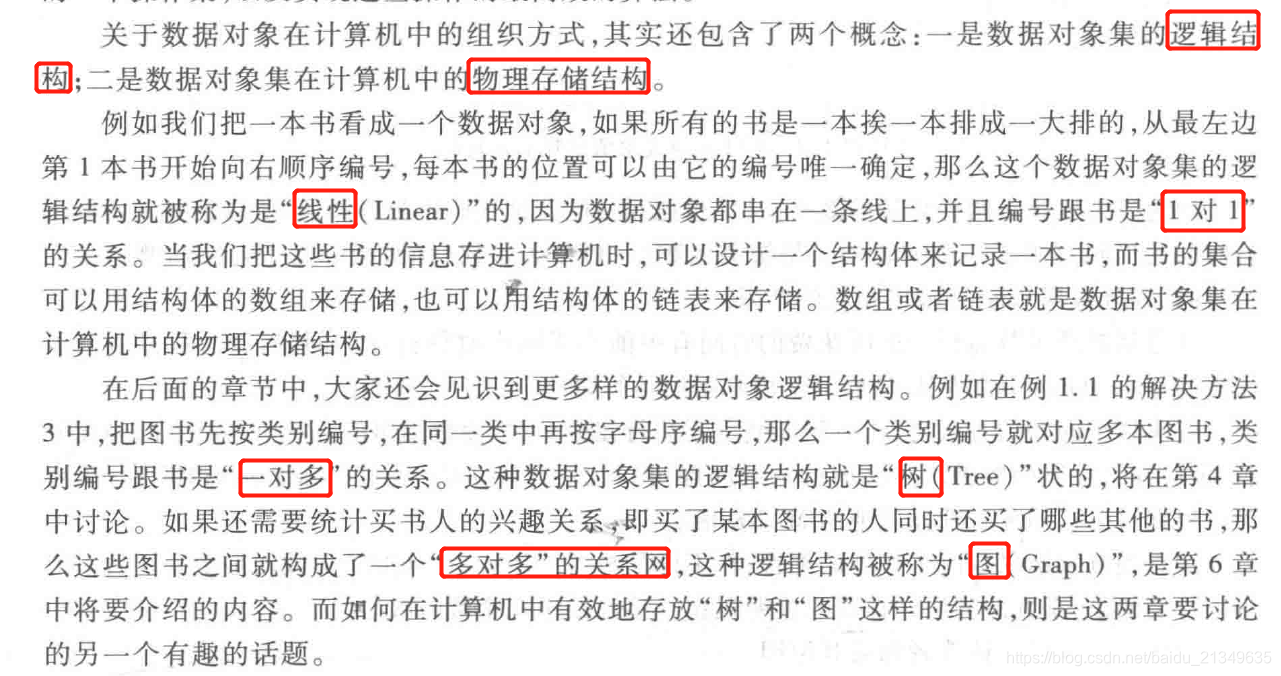 关于数据对象在计算机中的组织方式,其实还包含了两个概念:一是数据对象集的逻辑结
构;二是数据对象集在计算机中的物理存储结构。
例如我们把一本书看成一个数据对象,如果所有的书是一本挨一本排成一大排的,从最左边
第 1 本书开始向右顺序编号,每本书的位置可以由它的编号唯一确定,那么这个数据对象集的逻
辑结构就被称为是“线性(Linear)”的,因为数据对象都串在一条线上,并且编号跟书是“1 对 1”
的关系。当我们把这些书的信息存进计算机时,可以设计一个结构体来记录一本书,而书的集合
可以用结构体的数组来存储,也可以用结构体的链表来存储。数组或者链表就是数据对象集在
计算机中的物理存储结构。
在后面的章节中,大家还会见识到更多样的数据对象逻辑结构。例如在例 1.1 的解决方法
3 中,把图书先按类别编号,在同一类中再按字母序编号,那么一个类别编号就对应多本图书,类
别编号跟书是“一对多”的关系。这种数据对象集的逻辑结构就是“树(Tree)”状的,将在第 4 章
中讨论。如果还需要统计买书人的兴趣关系,即买了某本图书的人同时还买了哪些其他的书,那
么这些图书之间就构成了一个“多对多”的关系网,这种逻辑结构被称为“图(Graph)”,是第 6 章
中将要介绍的内容。而如何在计算机中有效地存放“树”和“图”这样的结构,则是这两章要讨论
的另一个有趣的话题。
https://blog.csdn.net/baidu_21349635